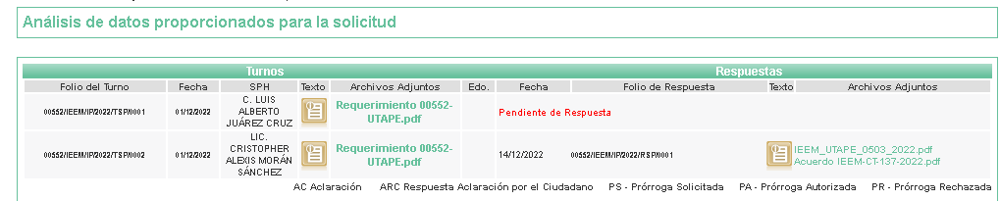 Análisis de datos proporcionados para la solicitud
Turnos Respuestas
Folio del Turno Fecha SPH Texto Archivos Adjuntos Edo. Fecha Folio de Respuesta Texto Archivos Adjuntos
00552/IEEM/IP/2022/TSP/0001 01/12/2022 C. LUIS ALBERTO JUÁREZ CRUZ Requerimiento 00552-UTAPE.pdf Pendiente de Respuesta
00552/IEEM/IP/2022/TSP/0002 01/12/2022 LIC. CRISTOPHER ALEXIS MORÁN SÁNCHEZ Requerimiento 00552-UTAPE.pdf 14/12/2022 00552/IEEM/IP/2022/RSP/0001 IEEM_UTAPE_0503_2022.pdf
Acuerdo IEEM-CT-137-2022.pdf
AC Aclaración ARC Respuesta Aclaración por el Ciudadano PS - Prórroga Solicitada PA - Prórroga Autorizada PR - Prórroga Rechazada